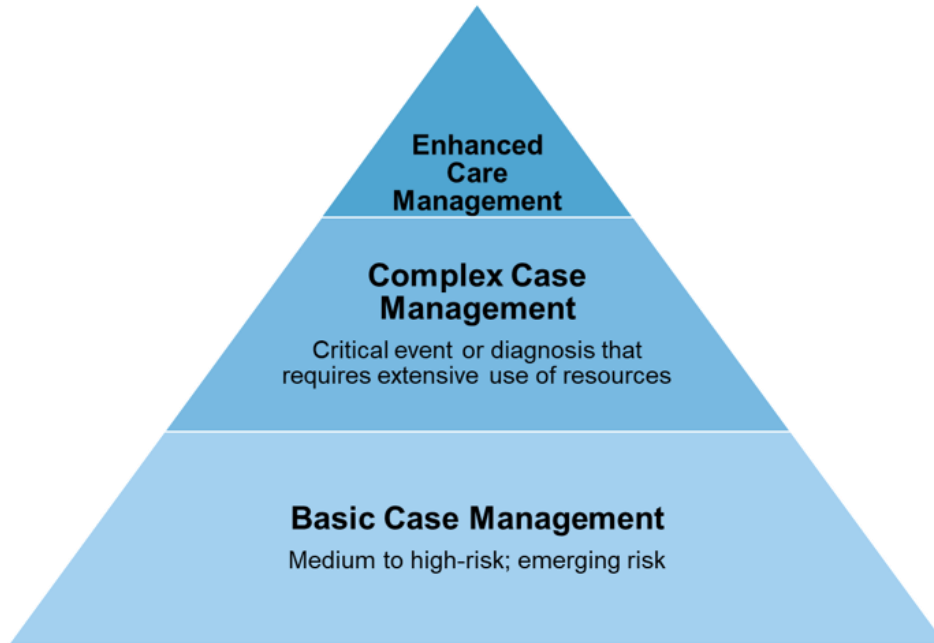 Enhanced
Care
Management
Complex Case
Management
Critical event or diagnosis that
requires extensive use of resources
Basic Case Management
Medium to high-risk; emerging risk